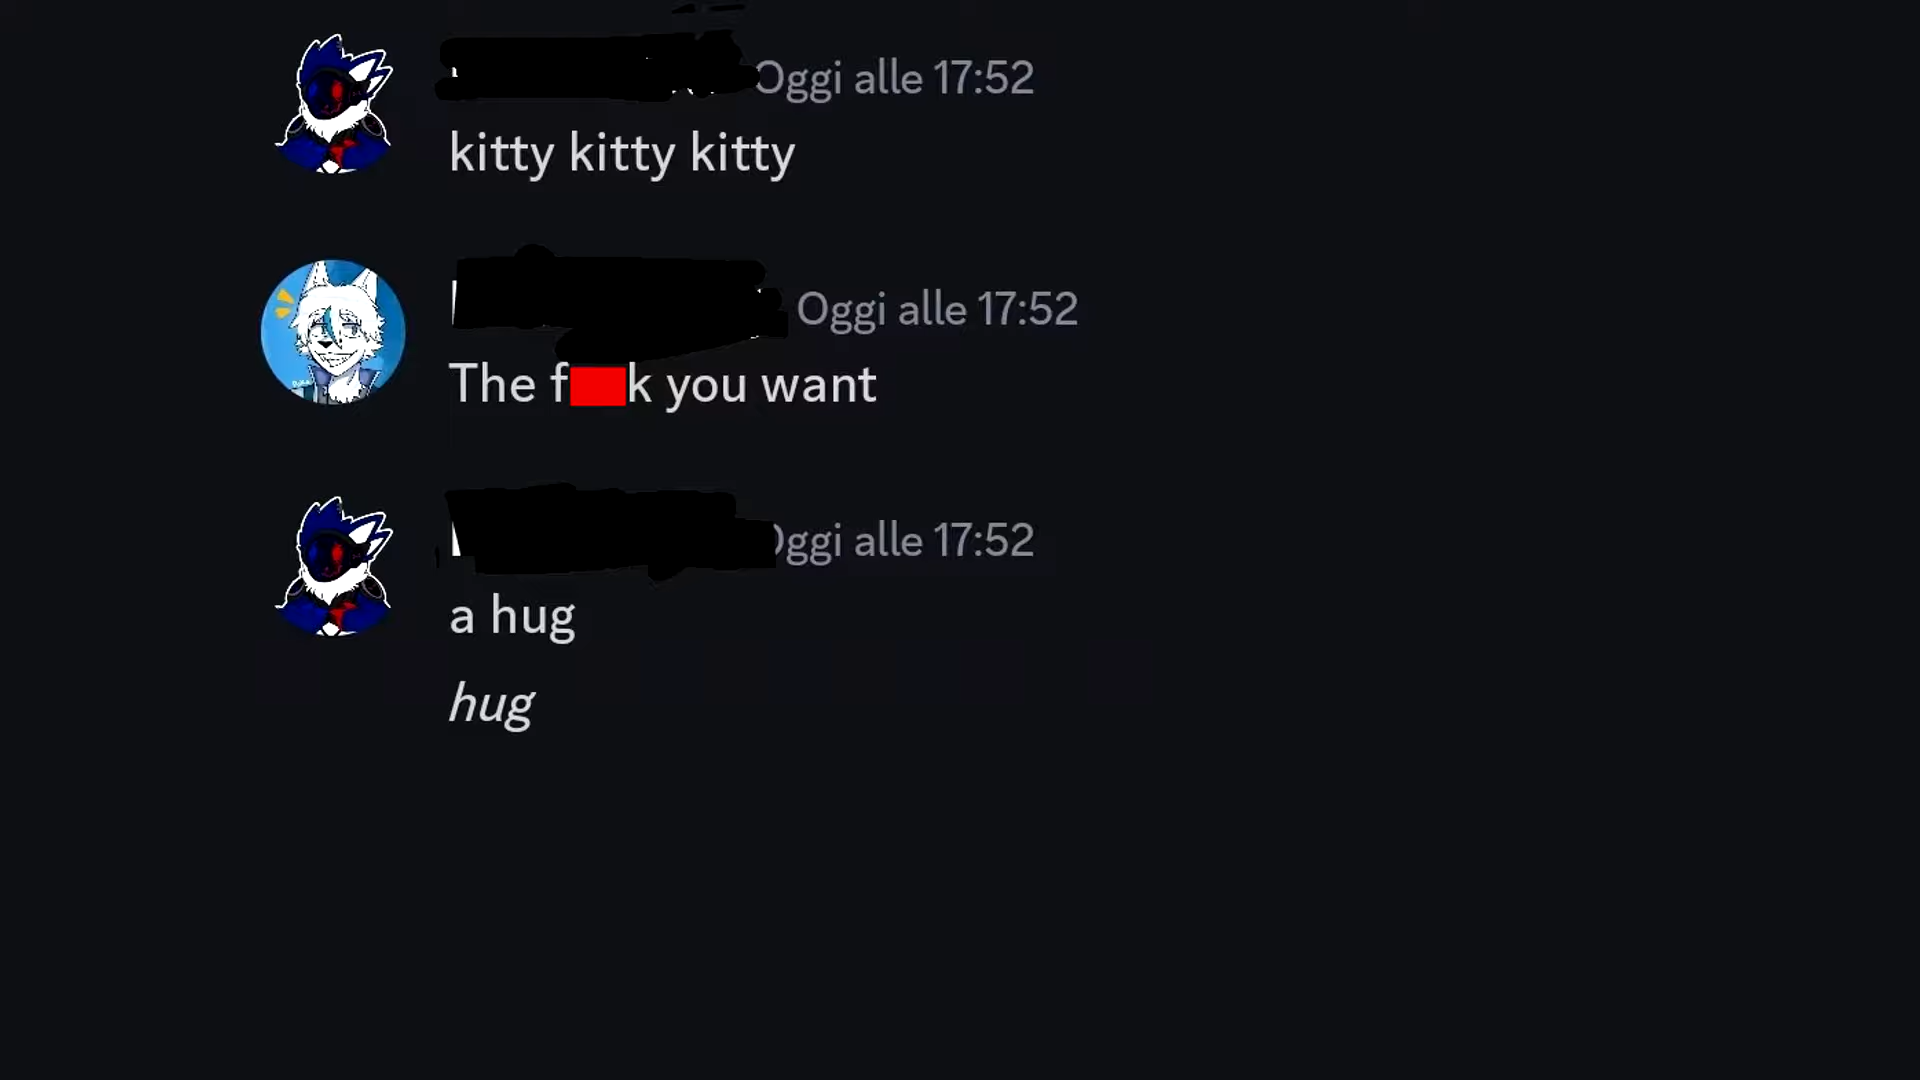 Oggi alle 17:52
kitty kitty kitty
Oggi alle 17:52
The f k you want
Oggi alle 17:52
a hug
hug